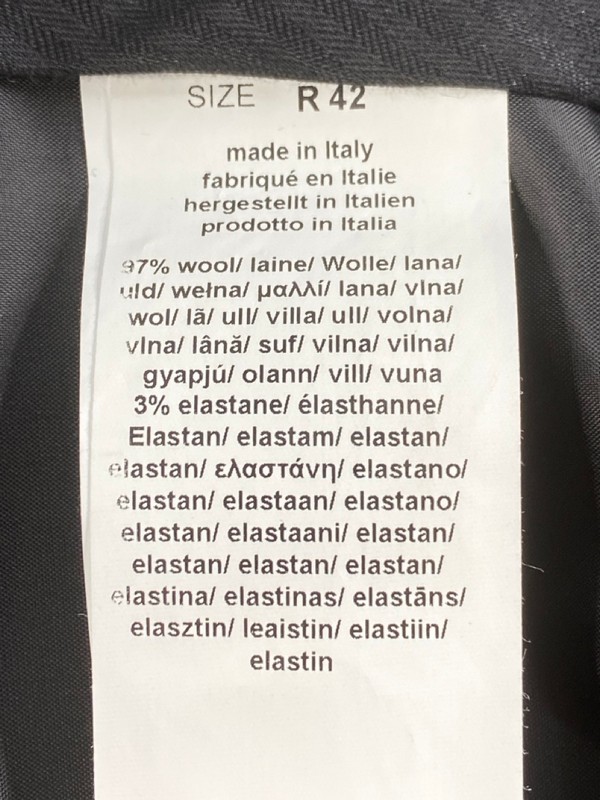 SIZE R 42
made in Italy
fabriqué en Italie
hergestellt in Italien
prodotto in Italia
97% wool/ laine/ Wolle/ lana/
uld/ wełna/ μαλλί/ lana/ vlna/
wol/ lã/ ull/ villa/ ull/ volna/
vlna/ lână/ suf/ vilna/ vilna/
gyapjú/ olann/ vill/ vuna
3% elastane/ élasthanne/
Elastan/ elastam/ elastan/
elastan/ ελαστάνη/ elastano/
elastan/ elastaan/ elastano/
elastan/ elastaani/ elastan/
elastan/ elastan/ elastan/
elastina/ elastinas/ elastāns/
elasztin/ leaistin/ elastiin/
elastin